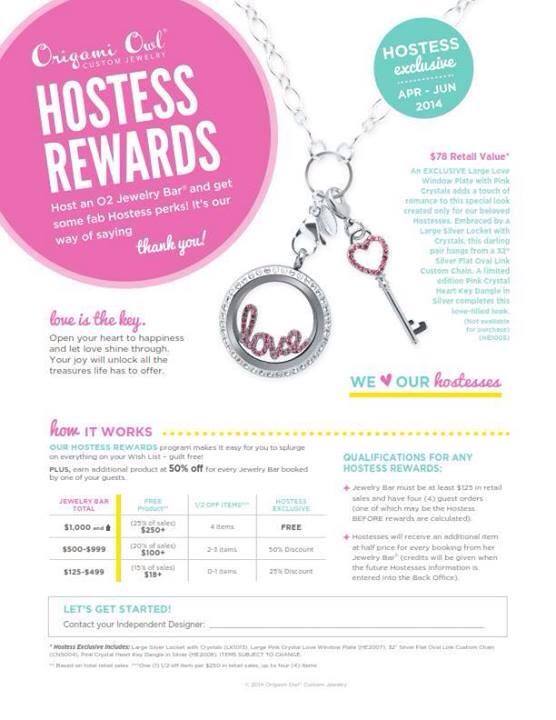 Origami Owl®
CUSTOM JEWELRY
HOSTESS
REWARDS
Host an O2 Jewelry Bar® and get
some fab Hostess perks! It's our
way of saying
thank you!
HOSTESS
exclusive
APR - JUN
2014
$78 Retail Value*
An EXCLUSIVE Large Love
Window Plate with Pink
Crystals adds a touch of
romance to this special look
created only for our beloved
Hostesses. Embraced by a
Large Silver Locket with
Crystals, this darling
pair hangs from a 32"
Silver Flat Oval Link
Custom Chain. A limited
edition Pink Crystal
Heart Key Dangle in
Silver completes this
love-filled look.
(Not available
for purchase)
(HE1005)
love
love is the key.
Open your heart to happiness
and let love shine through.
Your joy will unlock all the
treasures life has to offer.
WE ♥ OUR hostesses
how IT WORKS
OUR HOSTESS REWARDS program makes it easy for you to splurge
on everything on your Wish List – guilt free!
PLUS, earn additional product at 50% off for every Jewelry Bar booked
by one of your guests.
JEWELRY BAR TOTAL FREE Product** 1/2 OFF ITEMS*** HOSTESS EXCLUSIVE
$1,000 and (25% of sales) $250+ 4 items FREE
$500-$999 (20% of sales) $100+ 2-3 items 50% Discount
$125-$499 (15% of sales) $18+ 0-1 items 25% Discount
QUALIFICATIONS FOR ANY
HOSTESS REWARDS:
+ Jewelry Bar must be at least $125 in retail
sales and have four (4) guest orders
(one of which may be the Hostess
BEFORE rewards are calculated).
+ Hostesses will receive an additional item
at half price for every booking from her
Jewelry Bar® (credits will be given when
the future Hostesses information is
entered into the Back Office).
LET'S GET STARTED!
Contact your Independent Designer:
* Hostess Exclusive Includes: Large Silver Locket with Crystals (LK1013), Large Pink Crystal Love Window Plate (HE2007), 32" Silver Flat Oval Link Custom Chain
(CN5004), Pink Crystal Heart Key Dangle in Silver (HE2008). ITEMS SUBJECT TO CHANGE.
** Based on total retail sales ***One (1) 1/2 off item per $250 in retail sales, up to four (4) items
© 2014 Origami Owl® Custom Jewelry